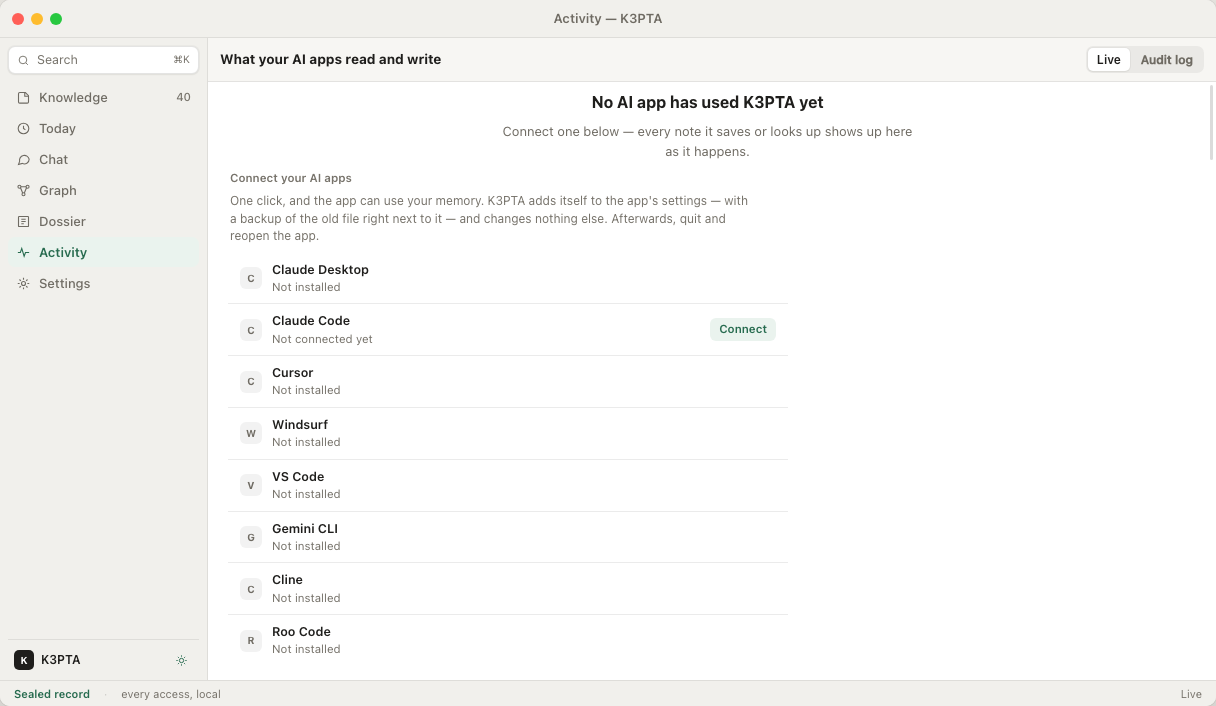 Activity — K3PTA
Search ⌘K
Knowledge 40
Today
Chat
Graph
Dossier
Activity
Settings
K K3PTA
What your AI apps read and write
Live Audit log
No AI app has used K3PTA yet
Connect one below — every note it saves or looks up shows up here
as it happens.
Connect your AI apps
One click, and the app can use your memory. K3PTA adds itself to the app's settings — with
a backup of the old file right next to it — and changes nothing else. Afterwards, quit and
reopen the app.
C Claude Desktop
Not installed
C Claude Code
Not connected yet
Connect
C Cursor
Not installed
W Windsurf
Not installed
V VS Code
Not installed
G Gemini CLI
Not installed
C Cline
Not installed
R Roo Code
Not installed
Sealed record · every access, local
Live